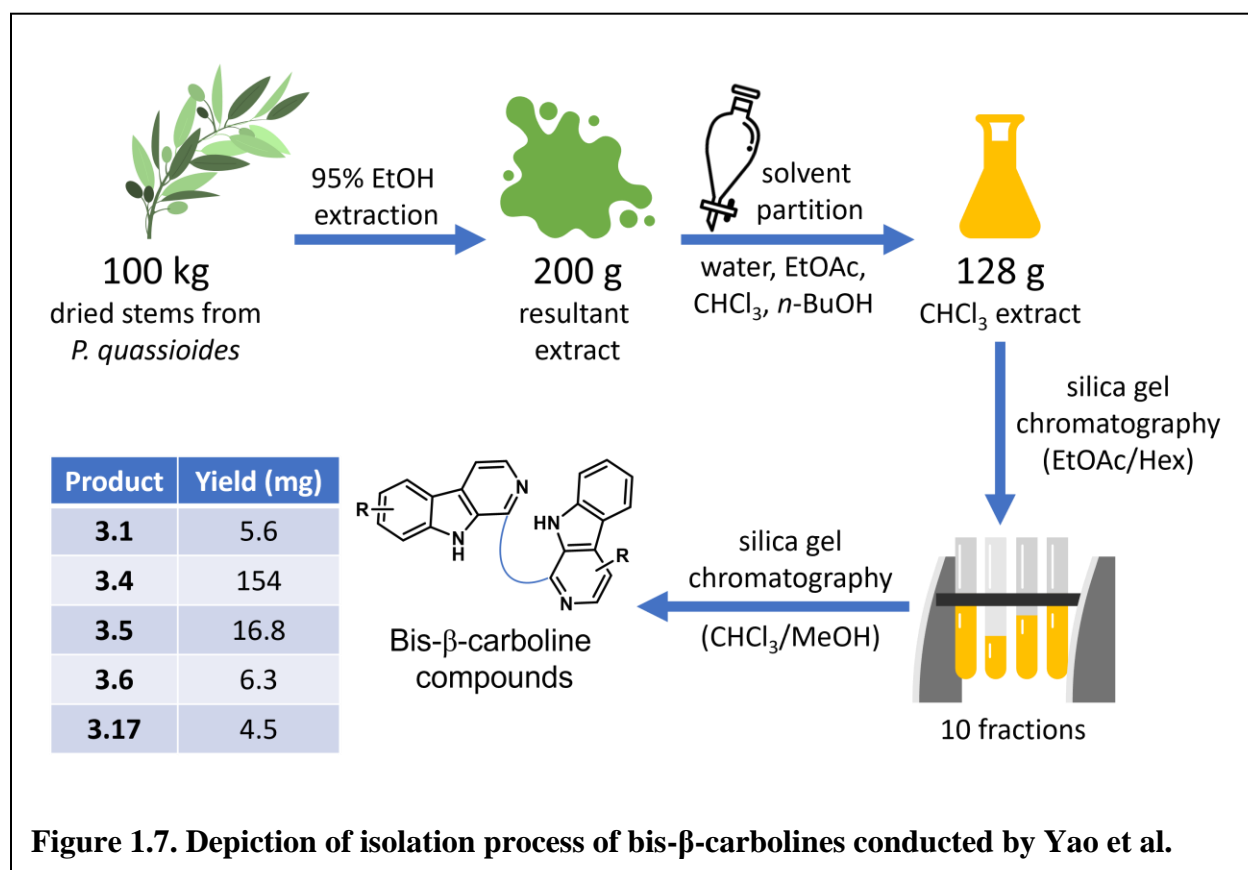 95% EtOH
extraction
solvent
partition
100 kg
dried stems from
P. quassioides
200 g
resultant
extract
water, EtOAc,
CHCl₃, n-BuOH
128 g
CHCl₃ extract
silica gel
chromatography
(EtOAc/Hex)
10 fractions
silica gel
chromatography
(CHCl₃/MeOH)
R
N
N
H
HN
R
N
Bis-β-carboline
compounds
Product Yield (mg)
3.1 5.6
3.4 154
3.5 16.8
3.6 6.3
3.17 4.5
Figure 1.7. Depiction of isolation process of bis-β-carbolines conducted by Yao et al.